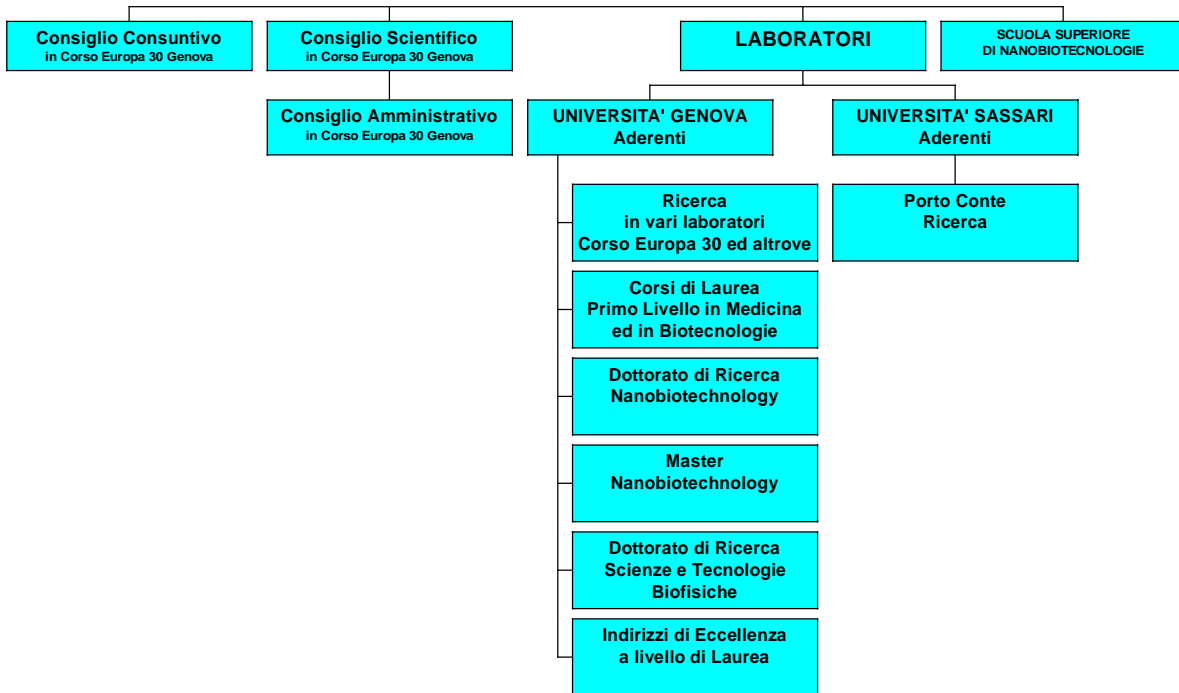 Consiglio Consuntivo
in Corso Europa 30 Genova
Consiglio Scientifico
in Corso Europa 30 Genova
LABORATORI
SCUOLA SUPERIORE
DI NANOBIOTECNOLOGIE
Consiglio Amministrativo
in Corso Europa 30 Genova
UNIVERSITA' GENOVA
Aderenti
UNIVERSITA' SASSARI
Aderenti
Ricerca
in vari laboratori
Corso Europa 30 ed altrove
Porto Conte
Ricerca
Corsi di Laurea
Primo Livello in Medicina
ed in Biotecnologie
Dottorato di Ricerca
Nanobiotechnology
Master
Nanobiotechnology
Dottorato di Ricerca
Scienze e Tecnologie
Biofisiche
Indirizzi di Eccellenza
a livello di Laurea